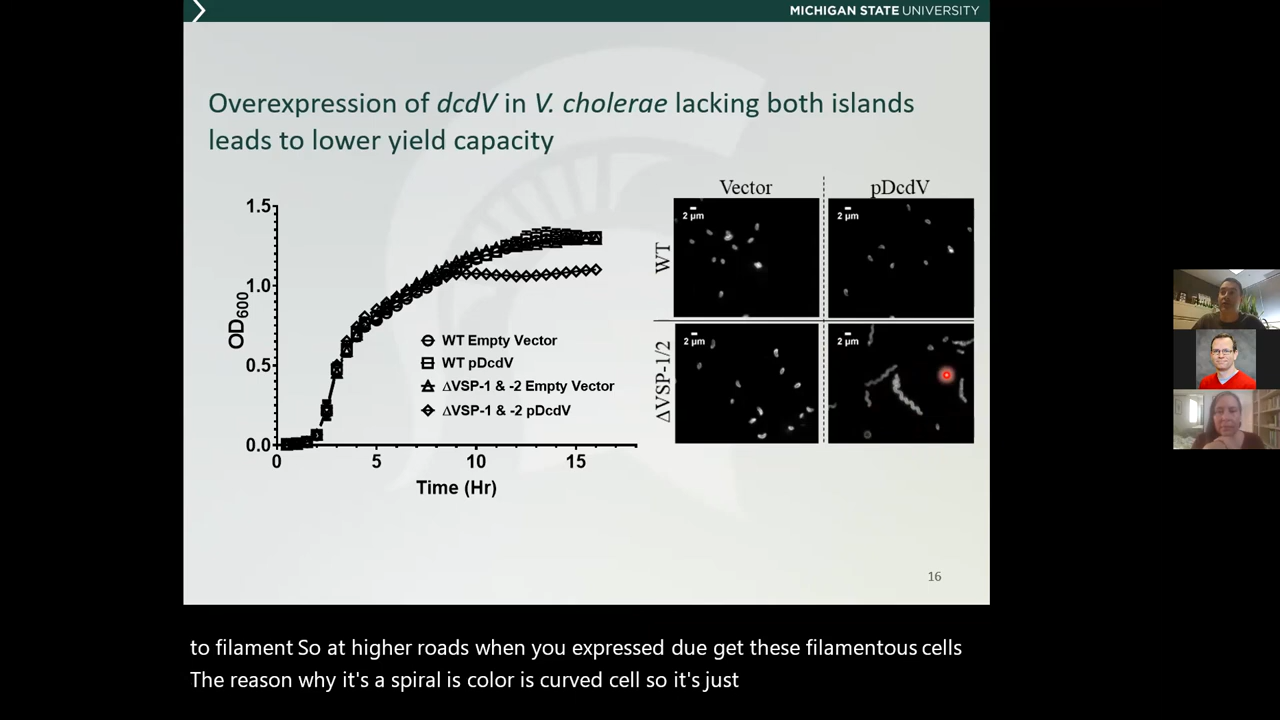 MICHIGAN STATE UNIVERSITY
Overexpression of dcdV in V. cholerae lacking both islands
leads to lower yield capacity
1.5
1.0
0.5
0.0
OD600
0
5
10
15
Time (Hr)
WT Empty Vector
WT pDcdV
ΔVSP-1 & -2 Empty Vector
ΔVSP-1 & -2 pDcdV
Vector
pDcdV
WT
ΔVSP-1/2
2 µm
2 µm
2 µm
2 µm
16
to filament So at higher roads when you expressed due get these filamentous cells
The reason why it's a spiral is color is curved cell so it's just